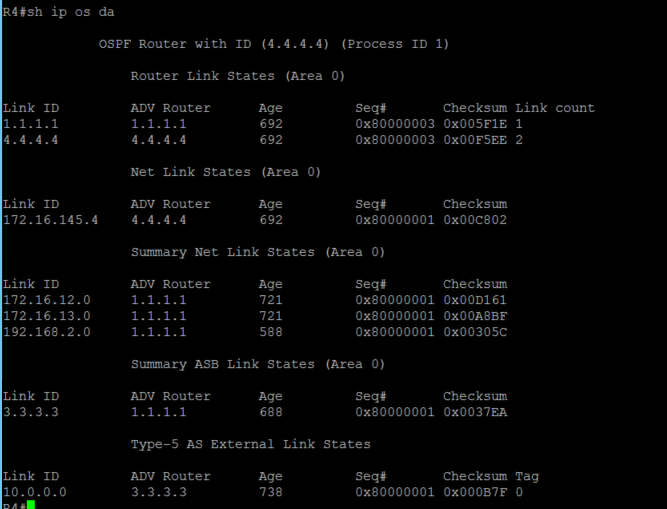 R4#sh ip os da
OSPF Router with ID (4.4.4.4) (Process ID 1)
Router Link States (Area 0)
Link ID ADV Router Age Seq# Checksum Link count
1.1.1.1 1.1.1.1 692 0x80000003 0x005F1E 1
4.4.4.4 4.4.4.4 692 0x80000003 0x00F5EE 2
Net Link States (Area 0)
Link ID ADV Router Age Seq# Checksum
172.16.145.4 4.4.4.4 692 0x80000001 0x00C802
Summary Net Link States (Area 0)
Link ID ADV Router Age Seq# Checksum
172.16.12.0 1.1.1.1 721 0x80000001 0x00D161
172.16.13.0 1.1.1.1 721 0x80000001 0x00A8BF
192.168.2.0 1.1.1.1 588 0x80000001 0x00305C
Summary ASB Link States (Area 0)
Link ID ADV Router Age Seq# Checksum
3.3.3.3 1.1.1.1 688 0x80000001 0x0037EA
Type-5 AS External Link States
Link ID ADV Router Age Seq# Checksum Tag
10.0.0.0 3.3.3.3 738 0x80000001 0x000B7F 0
R4#